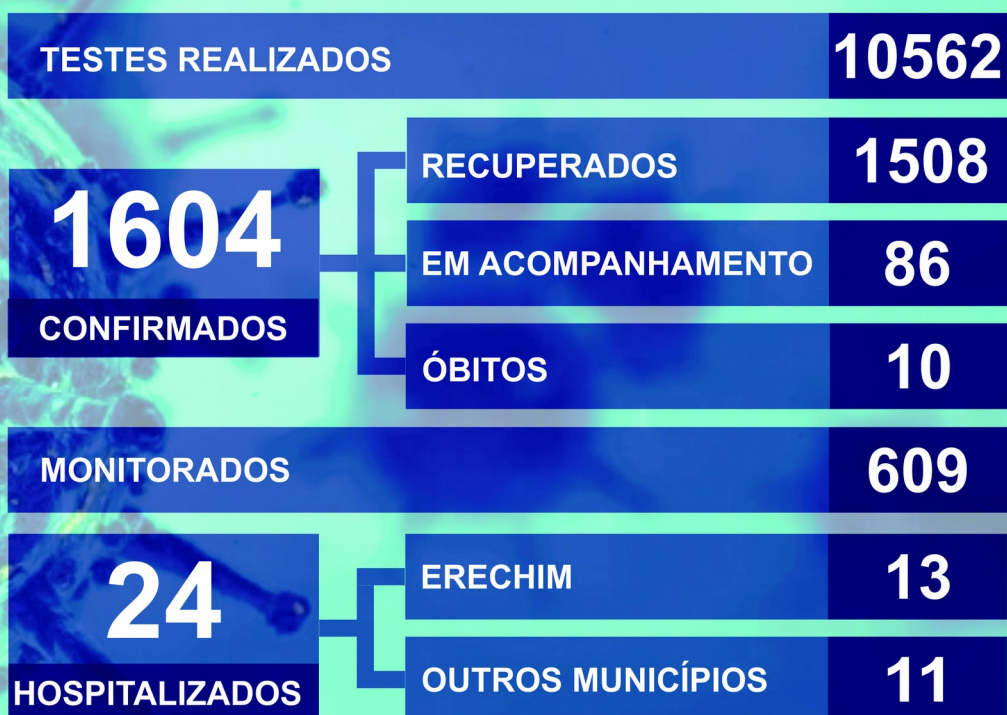 TESTES REALIZADOS 10562
1604
CONFIRMADOS
RECUPERADOS 1508
EM ACOMPANHAMENTO 86
ÓBITOS 10
MONITORADOS 609
24
HOSPITALIZADOS
ERECHIM 13
OUTROS MUNICÍPIOS 11